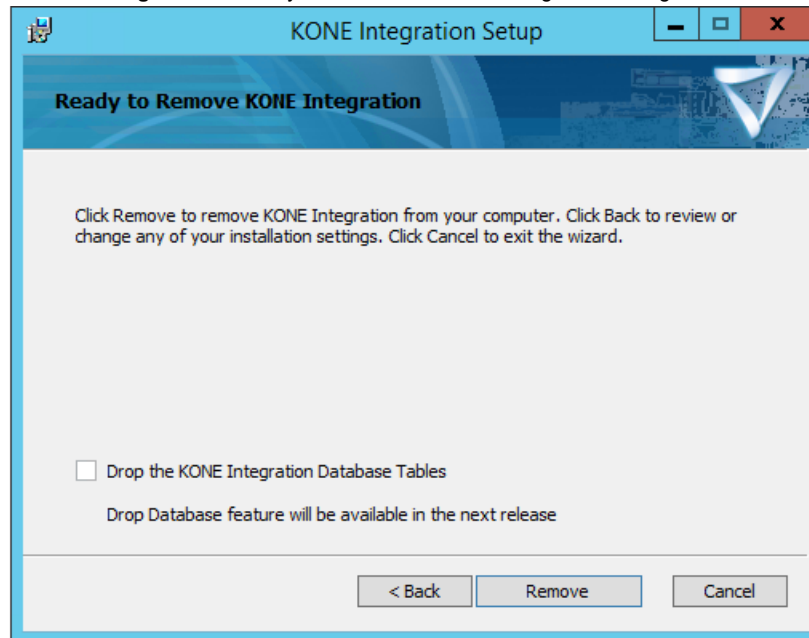 KONE Integration Setup
Ready to Remove KONE Integration
Click Remove to remove KONE Integration from your computer. Click Back to review or
change any of your installation settings. Click Cancel to exit the wizard.
Drop the KONE Integration Database Tables
Drop Database feature will be available in the next release
< Back Remove Cancel